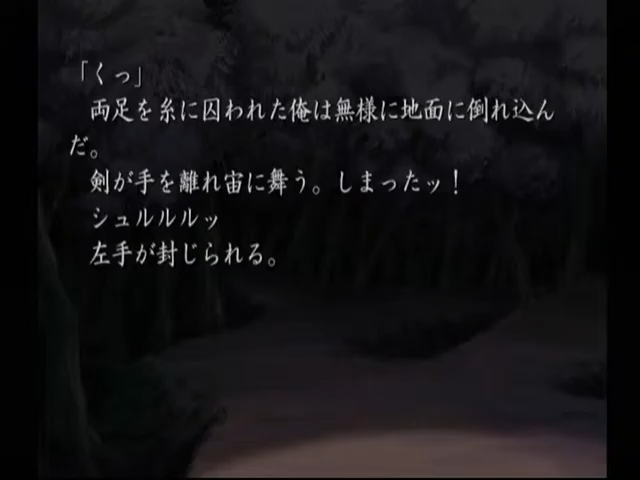 「くっ」
両足を糸に囚われた俺は無様に地面に倒れ込ん
だ。
剣が手を離れ宙に舞う。しまったッ！
シュルルルッ
左手が封じられる。